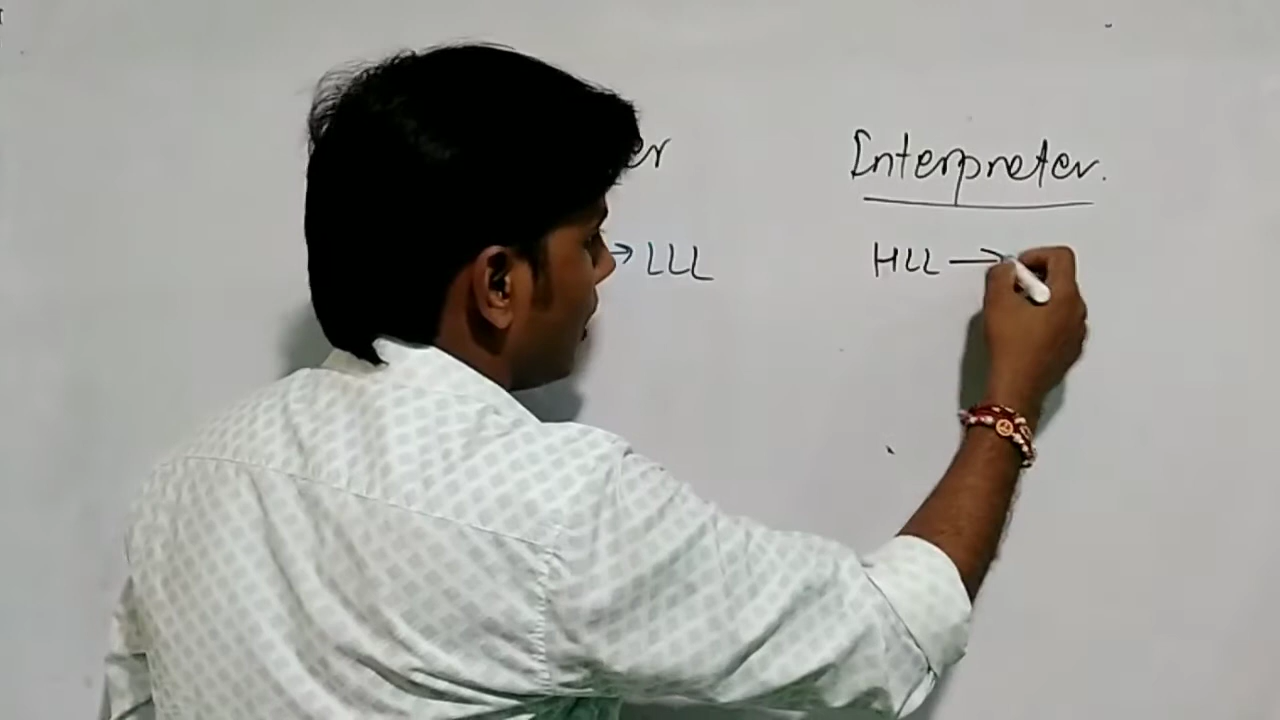 er Interpreter.
→ LLL HLL →